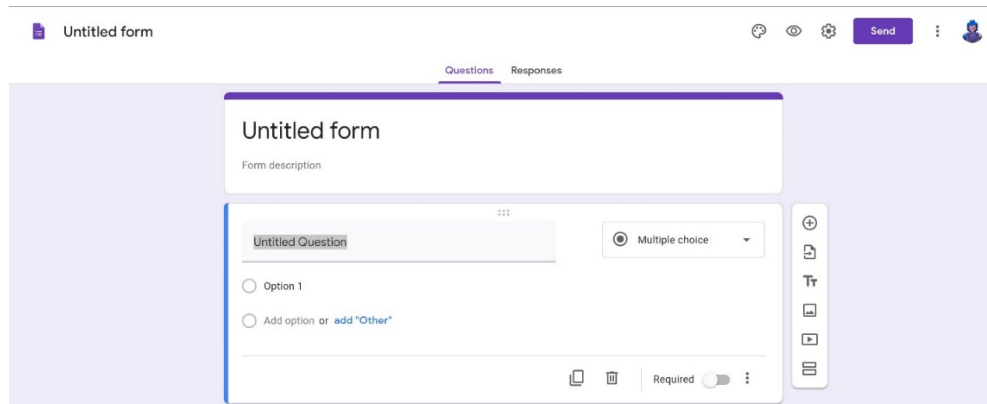 Untitled form
Send
Questions Responses
Untitled form
Form description
Untitled Question
Multiple choice
Option 1
Add option or add "Other"
Required